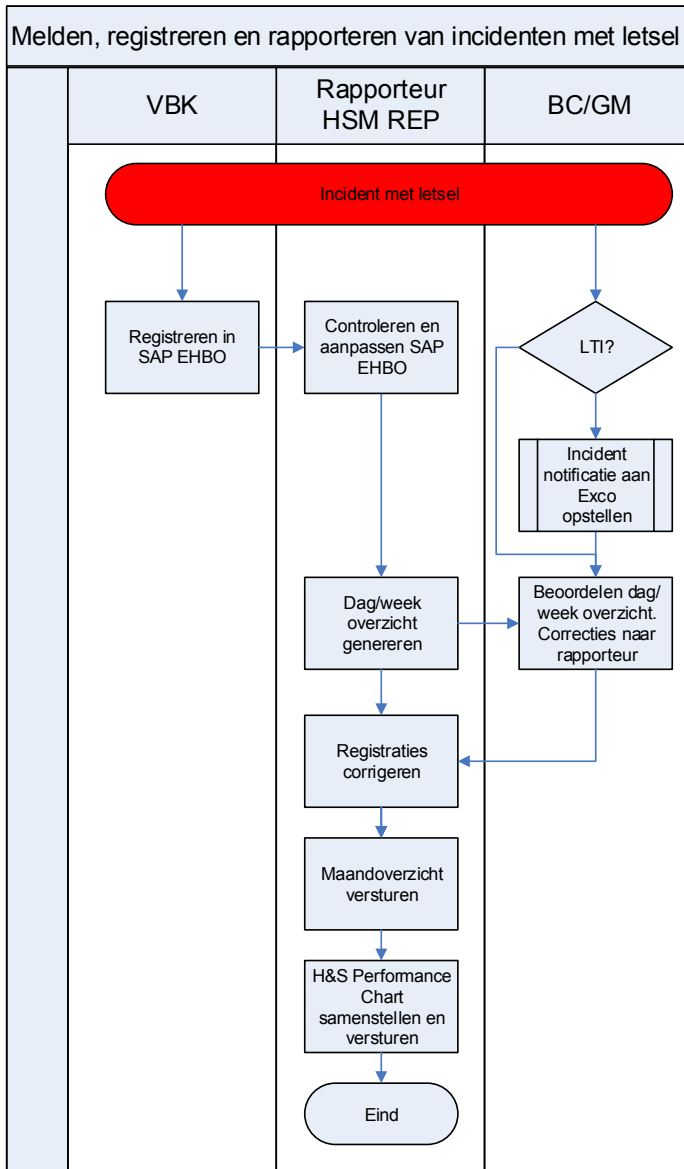 Melden, registreren en rapporteren van incidenten met letsel
VBK
Rapporteur
HSM REP
BC/GM
Incident met letsel
Registreren in
SAP EHBO
Controleren en
aanpassen SAP
EHBO
LTI?
Incident
notificatie aan
Exco
opstellen
Dag/week
overzicht
genereren
Beoordelen dag/
week overzicht.
Correcties naar
rapporteur
Registraties
corrigeren
Maandoverzicht
versturen
H&S Performance
Chart
samenstellen en
versturen
Eind